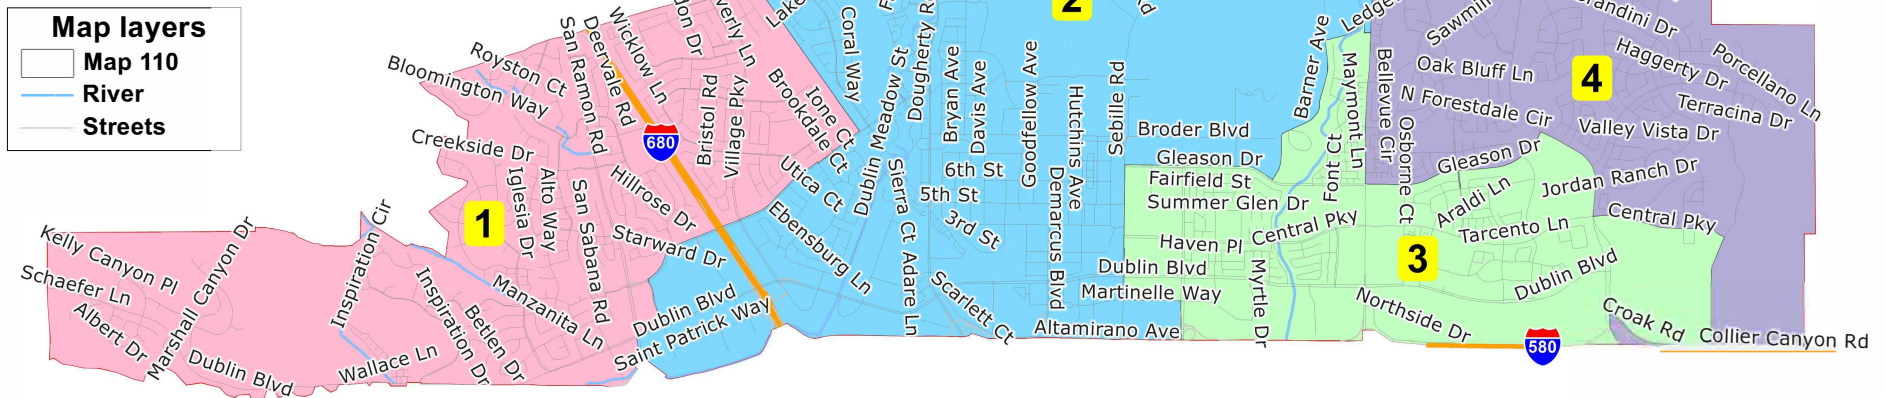 Map layers
Map 110
River
Streets
1
2
3
4
680
580
Royston Ct
Bloomington Way
San Ramon Rd
Deervale Rd
Wicklow Ln
Bristol Rd
Village Pky
Brookdale Ct
Ione Ct
Creekside Dr
Iglesia Dr
Alto Way
San Sabana Rd
Hillrose Dr
Starward Dr
Utica Ct
Ebensburg Ln
Kelly Canyon Pl
Schaefer Ln
Albert Dr
Marshall Canyon Dr
Dublin Blvd
Inspiration Cir
Inspiration Dr
Manzanita Ln
Betlen Dr
Wallace Ln
Dublin Blvd
Saint Patrick Way
Coral Way
Dublin Meadow St
Dougherty R
Bryan Ave
Davis Ave
Goodfellow Ave
Hutchins Ave
Sebille Rd
Sierra Ct
6th St
5th St
3rd St
Adare Ln
Scarlett Ct
Demarcus Blvd
Altamirano Ave
Martinelle Way
Dublin Blvd
Broder Blvd
Gleason Dr
Fairfield St
Summer Glen Dr
Haven Pl
Central Pky
Myrtle Dr
Barner Ave
Maymont Ln
Font Ct
Bellevue Cir
Osborne Ct
Oak Bluff Ln
N Forestdale Cir
Haggerty Dr
Porcellano Ln
Terracina Dr
Valley Vista Dr
Gleason Dr
Jordan Ranch Dr
Araldi Ln
Tarcento Ln
Central Pky
Dublin Blvd
Northside Dr
Croak Rd
Collier Canyon Rd